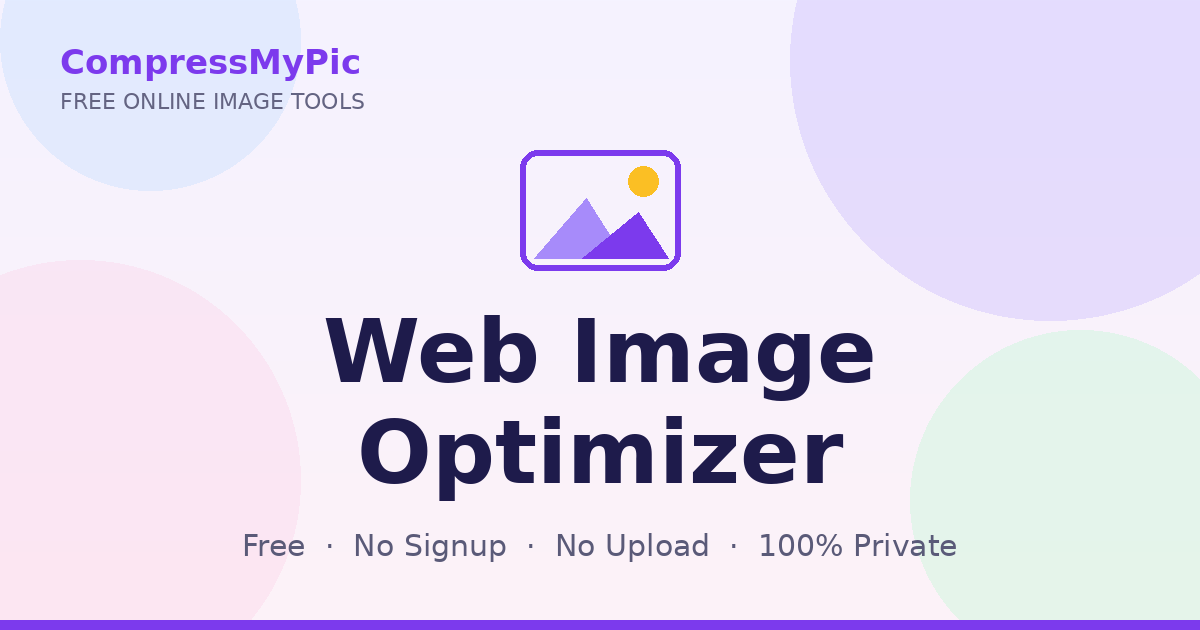 CompressMyPic
FREE ONLINE IMAGE TOOLS
Web Image
Optimizer
Free · No Signup · No Upload · 100% Private